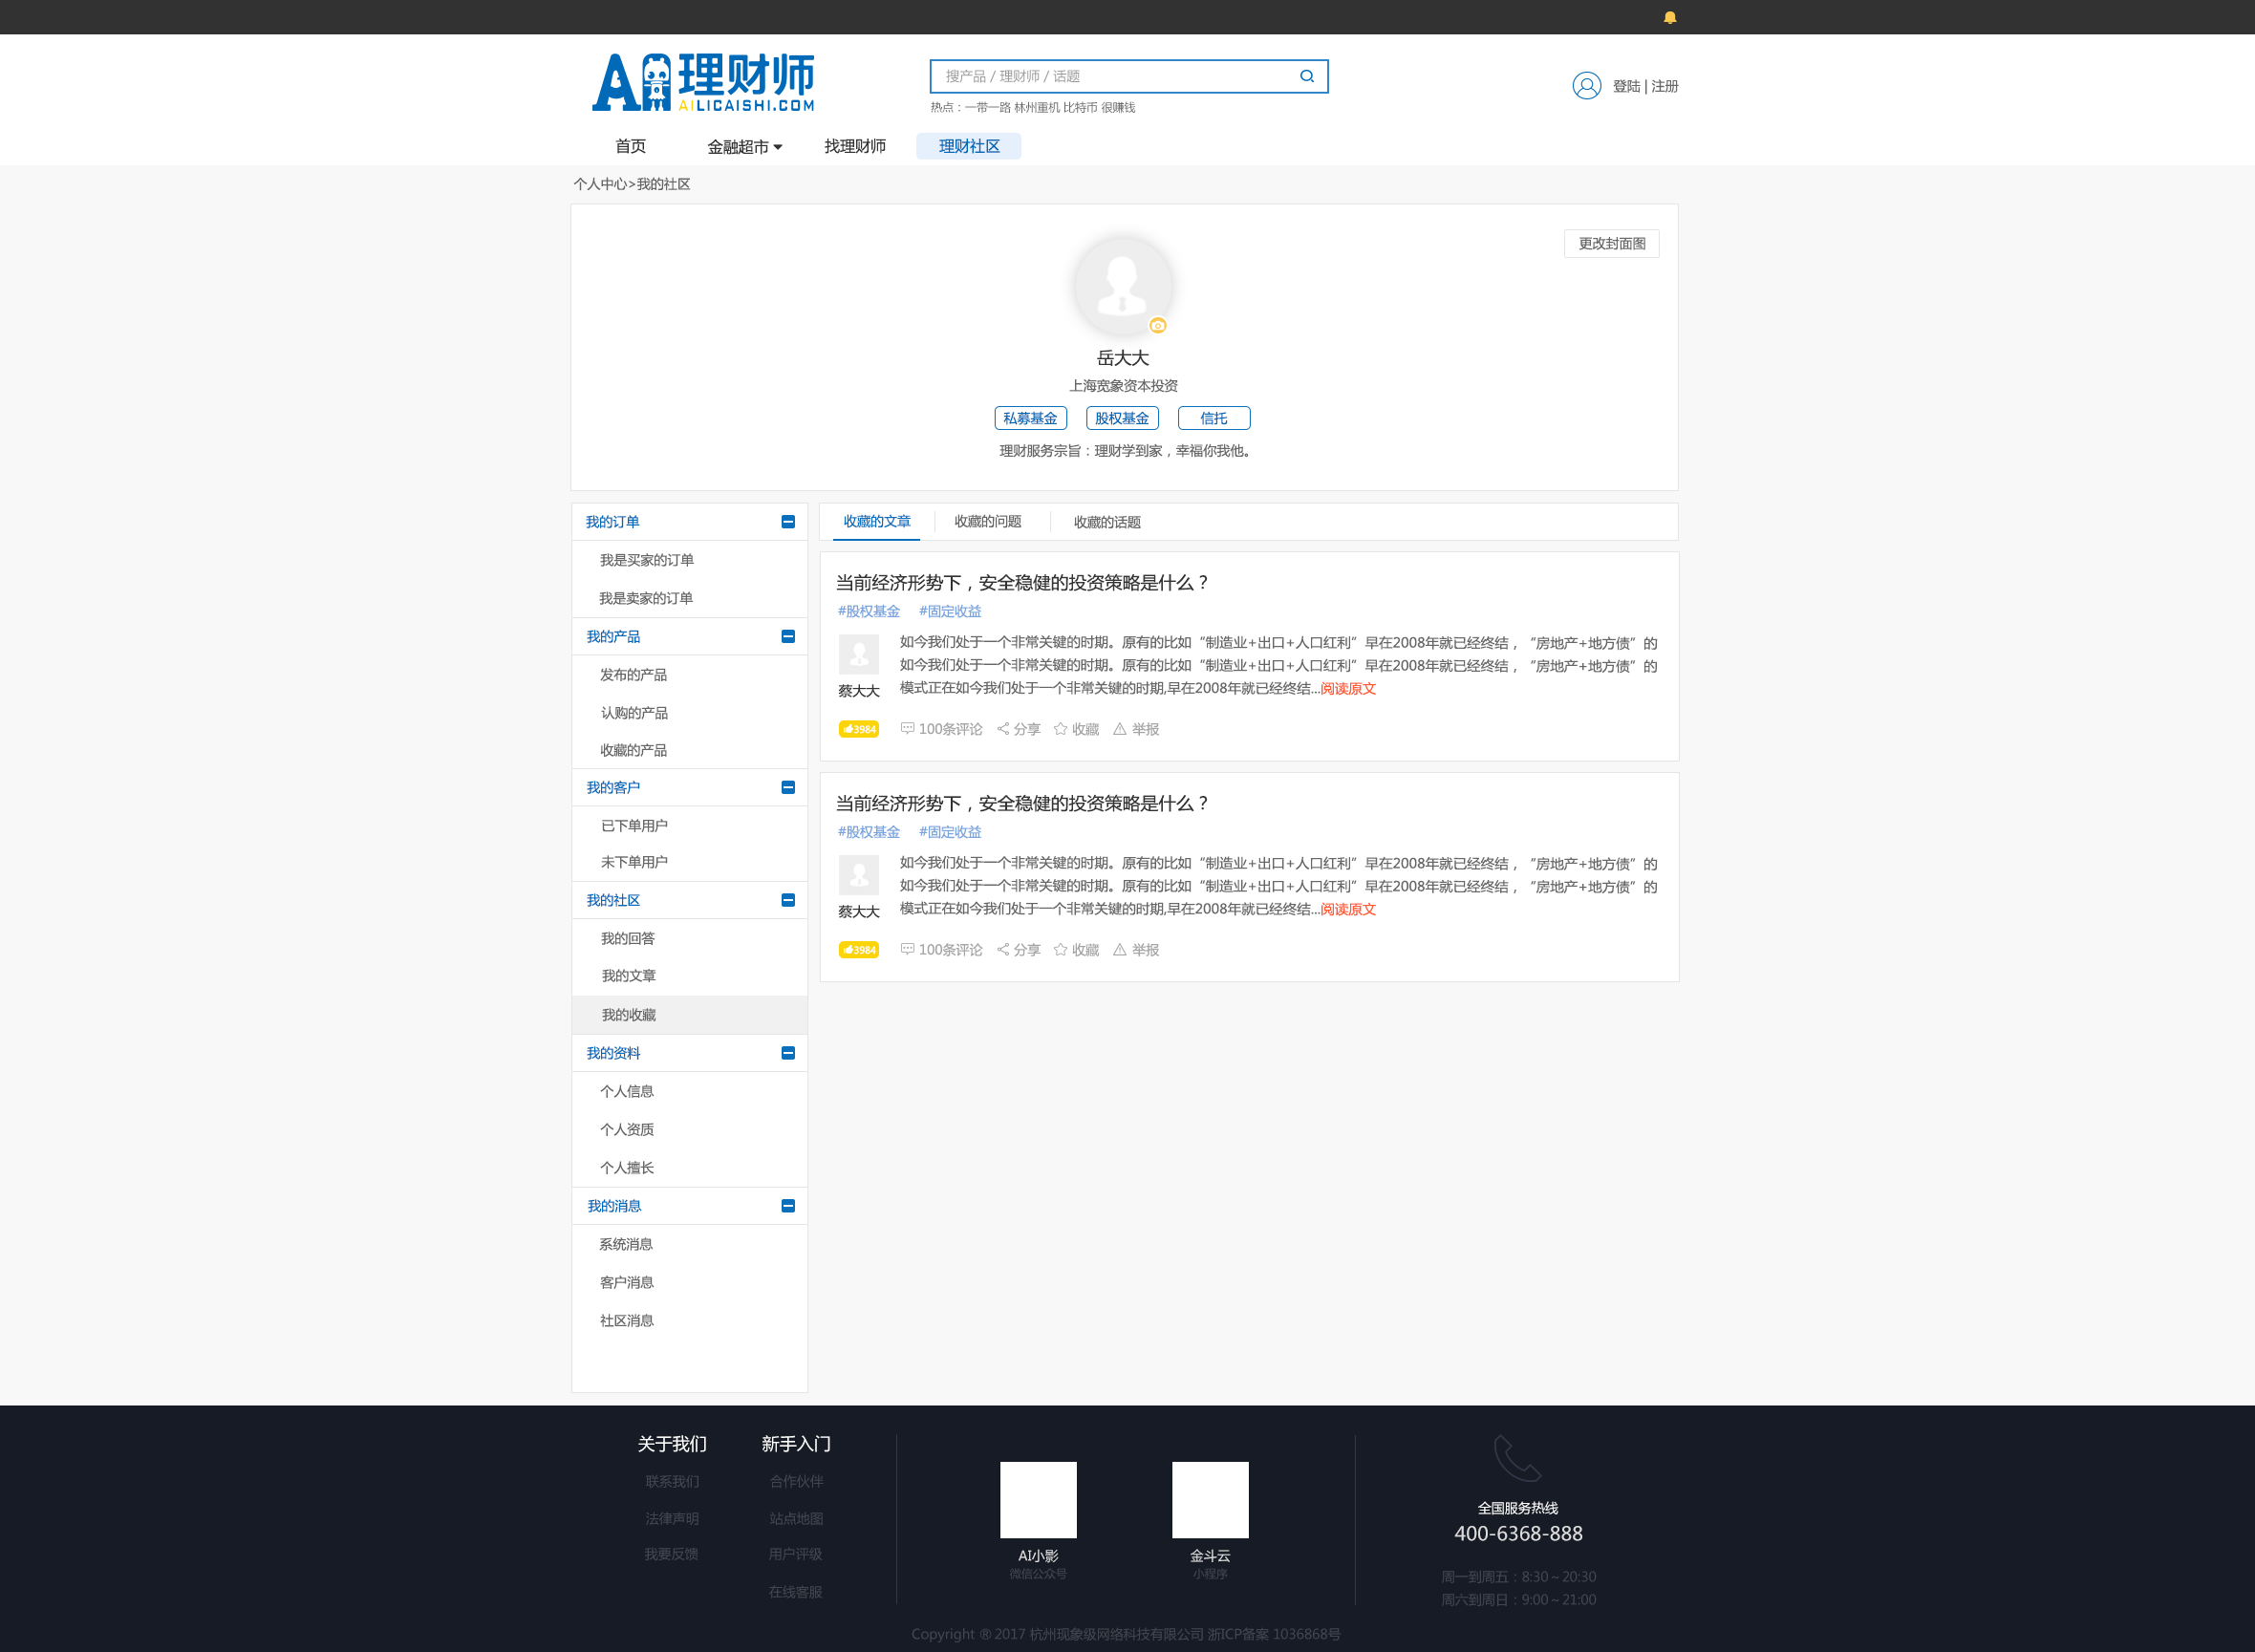 AI理财师
AILICAISHI.COM
搜产品 / 理财师 / 话题
热点：一带一路 林州重机 比特币 很赚钱
登陆 | 注册
首页 金融超市 找理财师 理财社区
个人中心>我的社区
更改封面图
岳大大
上海宽象资本投资
私募基金 股权基金 信托
理财服务宗旨：理财学到家，幸福你我他。
我的订单
我是买家的订单
我是卖家的订单
我的产品
发布的产品
认购的产品
收藏的产品
我的客户
已下单用户
未下单用户
我的社区
我的回答
我的文章
我的收藏
我的资料
个人信息
个人资质
个人擅长
我的消息
系统消息
客户消息
社区消息
收藏的文章 收藏的问题 收藏的话题
当前经济形势下，安全稳健的投资策略是什么？
#股权基金 #固定收益
如今我们处于一个非常关键的时期。原有的比如“制造业+出口+人口红利”早在2008年就已经终结，“房地产+地方债”的
如今我们处于一个非常关键的时期。原有的比如“制造业+出口+人口红利”早在2008年就已经终结，“房地产+地方债”的
模式正在如今我们处于一个非常关键的时期,早在2008年就已经终结...阅读原文
蔡大大
3984 100条评论 分享 收藏 举报
当前经济形势下，安全稳健的投资策略是什么？
#股权基金 #固定收益
如今我们处于一个非常关键的时期。原有的比如“制造业+出口+人口红利”早在2008年就已经终结，“房地产+地方债”的
如今我们处于一个非常关键的时期。原有的比如“制造业+出口+人口红利”早在2008年就已经终结，“房地产+地方债”的
模式正在如今我们处于一个非常关键的时期,早在2008年就已经终结...阅读原文
蔡大大
3984 100条评论 分享 收藏 举报
关于我们
联系我们
法律声明
我要反馈
新手入门
合作伙伴
站点地图
用户评级
在线客服
AI小影
微信公众号
金斗云
小程序
全国服务热线
400-6368-888
周一到周五：8:30～20:30
周六到周日：9:00～21:00
Copyright ® 2017 杭州现象级网络科技有限公司 浙ICP备案 1036868号